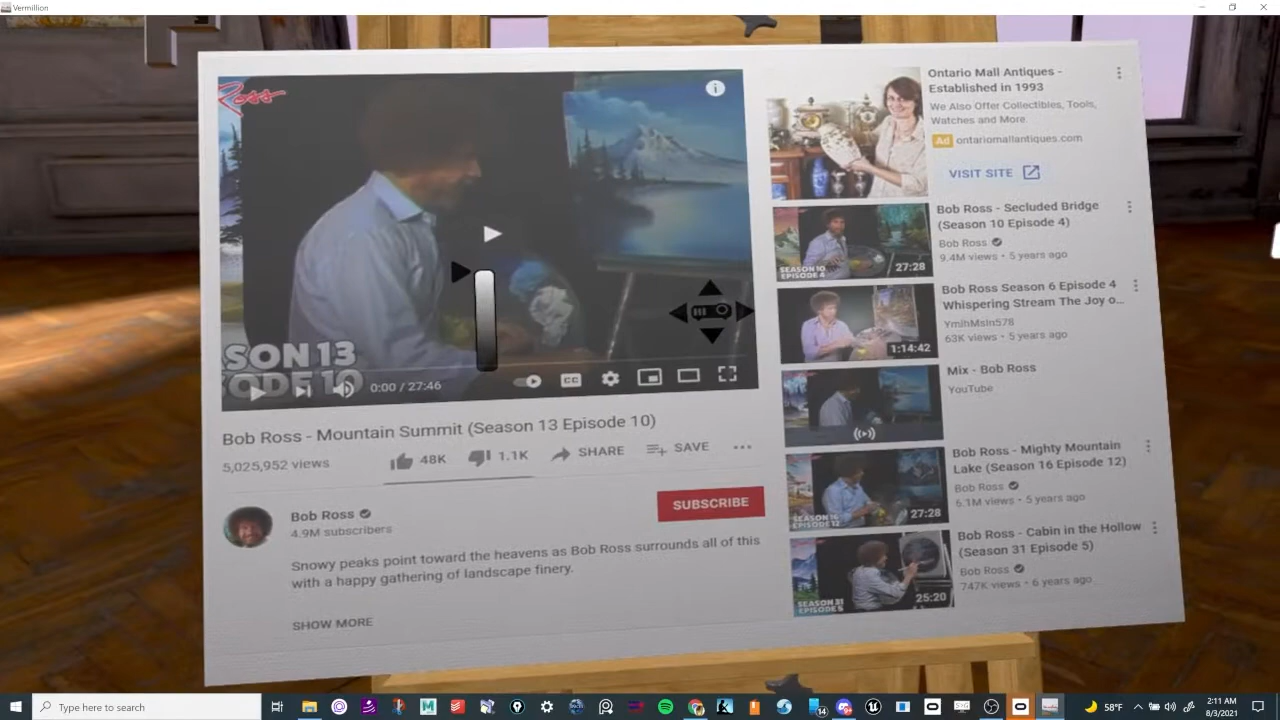 Vermillion
Ross
SON 13
ODE 10
0:00 / 27:46
CC
Bob Ross - Mountain Summit (Season 13 Episode 10)
5,025,952 views
48K
1.1K
SHARE
SAVE
Bob Ross
4.9M subscribers
SUBSCRIBE
Snowy peaks point toward the heavens as Bob Ross surrounds all of this
with a happy gathering of landscape finery.
SHOW MORE
Ontario Mall Antiques -
Established in 1993
We Also Offer Collectibles, Tools,
Watches and More.
Ad ontariomallantiques.com
VISIT SITE
SEASON 10
EPISODE 4
27:28
Bob Ross - Secluded Bridge
(Season 10 Episode 4)
Bob Ross
9.4M views • 5 years ago
1:14:42
Bob Ross Season 6 Episode 4
Whispering Stream The Joy o...
YmihMsIn578
63K views • 5 years ago
Mix - Bob Ross
YouTube
SEASON 16
EPISODE 12
27:28
Bob Ross - Mighty Mountain
Lake (Season 16 Episode 12)
Bob Ross
6.1M views • 5 years ago
SEASON 31
EPISODE 5
25:20
Bob Ross - Cabin in the Hollow
(Season 31 Episode 5)
Bob Ross
747K views • 6 years ago
Type here to search
14
58°F
2:11 AM
8/3/2021